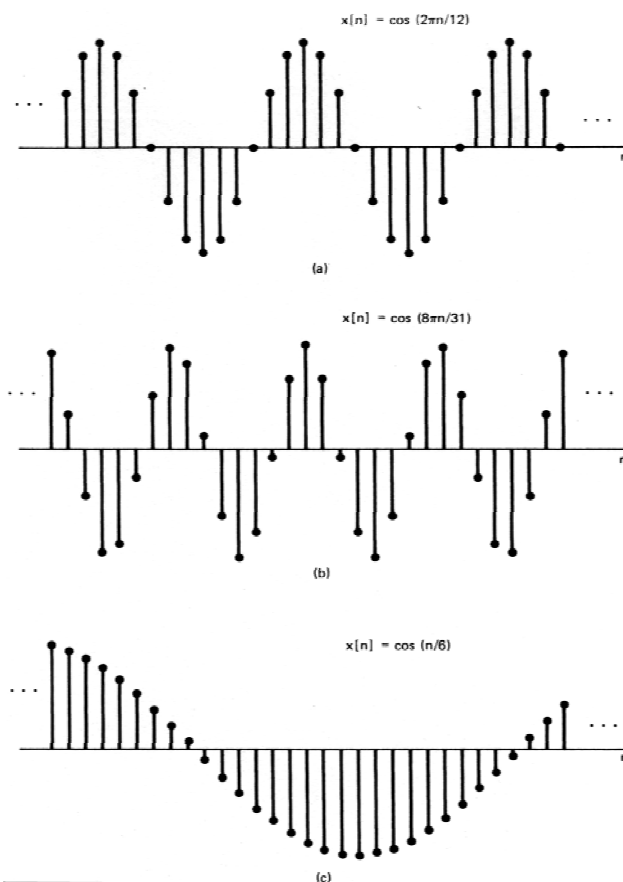 x[n] = cos (2πn/12)
. . .
. . .
n
(a)
x[n] = cos (8πn/31)
. . .
. . .
n
(b)
x[n] = cos (n/6)
. . .
. . .
n
(c)